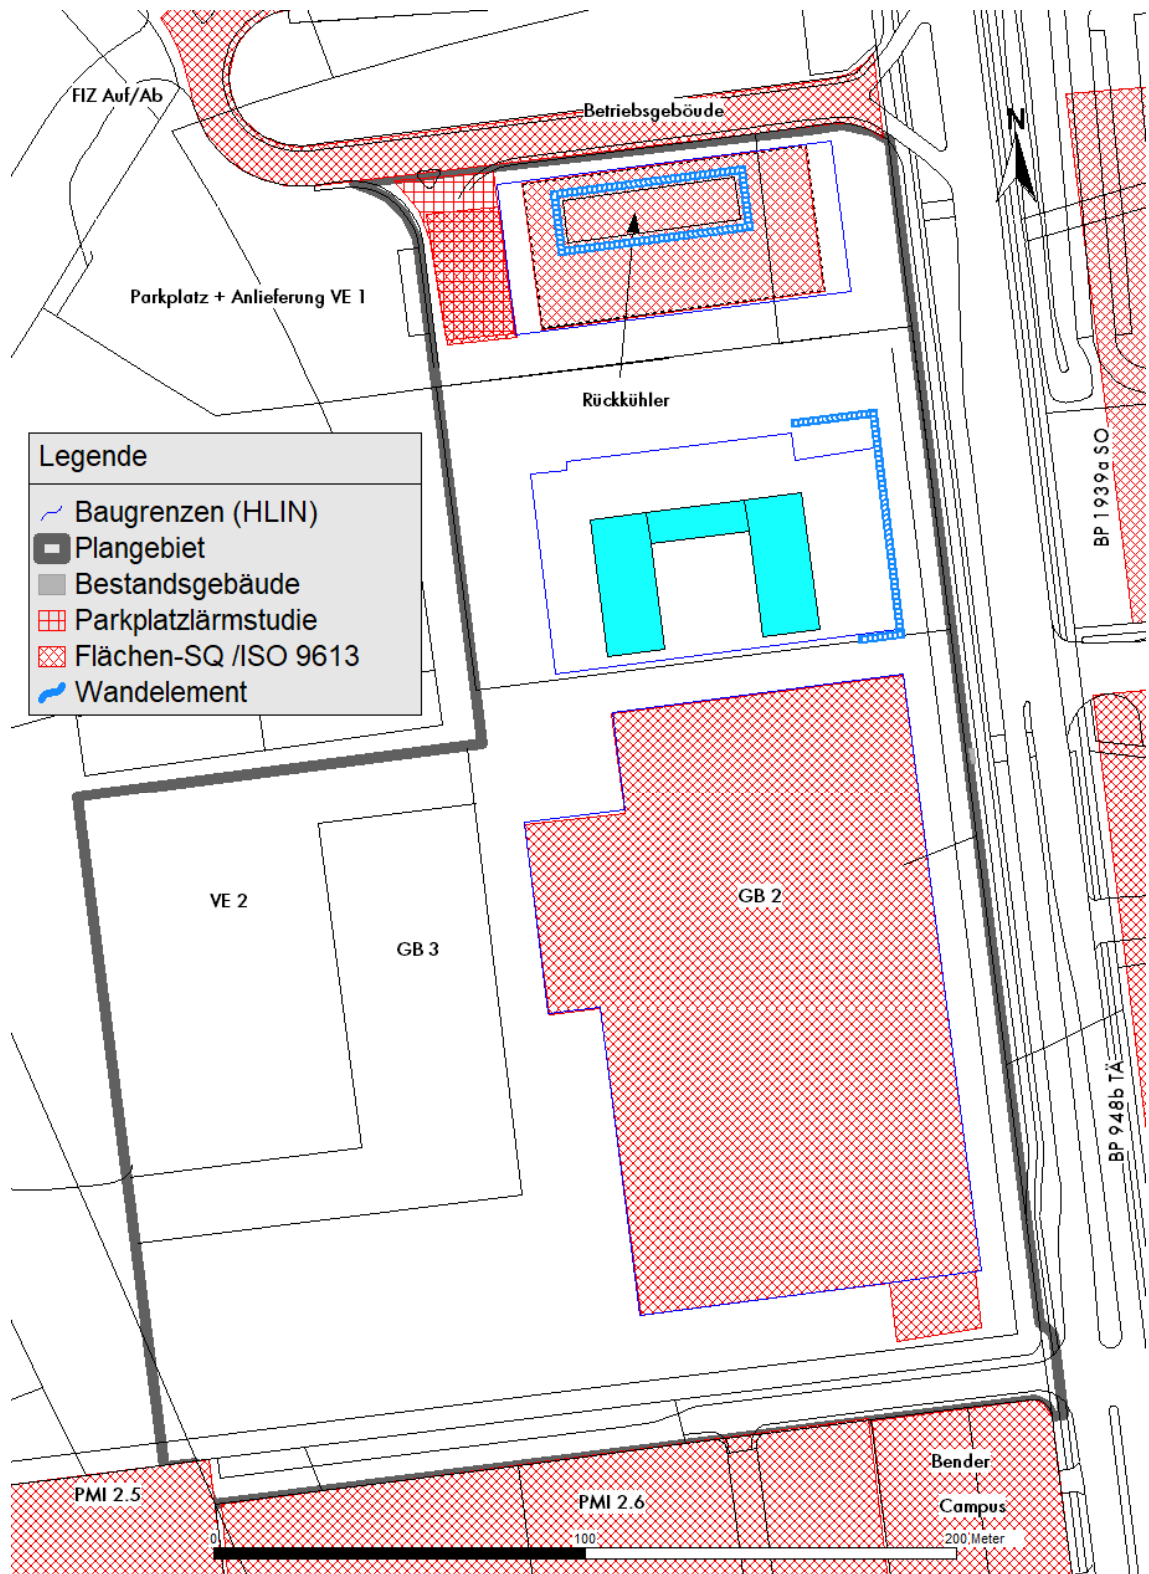 FIZ Auf/Ab
Betriebsgeböude
N
Parkplatz + Anlieferung VE 1
Rückkühler
Legende
Baugrenzen (HLIN)
Plangebiet
Bestandsgebäude
Parkplatzlärmstudie
Flächen-SQ /ISO 9613
Wandelement
BP 1939a SO
VE 2
GB 3
GB 2
BP 948b TÄ
PMI 2.5
PMI 2.6
Bender
Campus
0 100 200 Meter